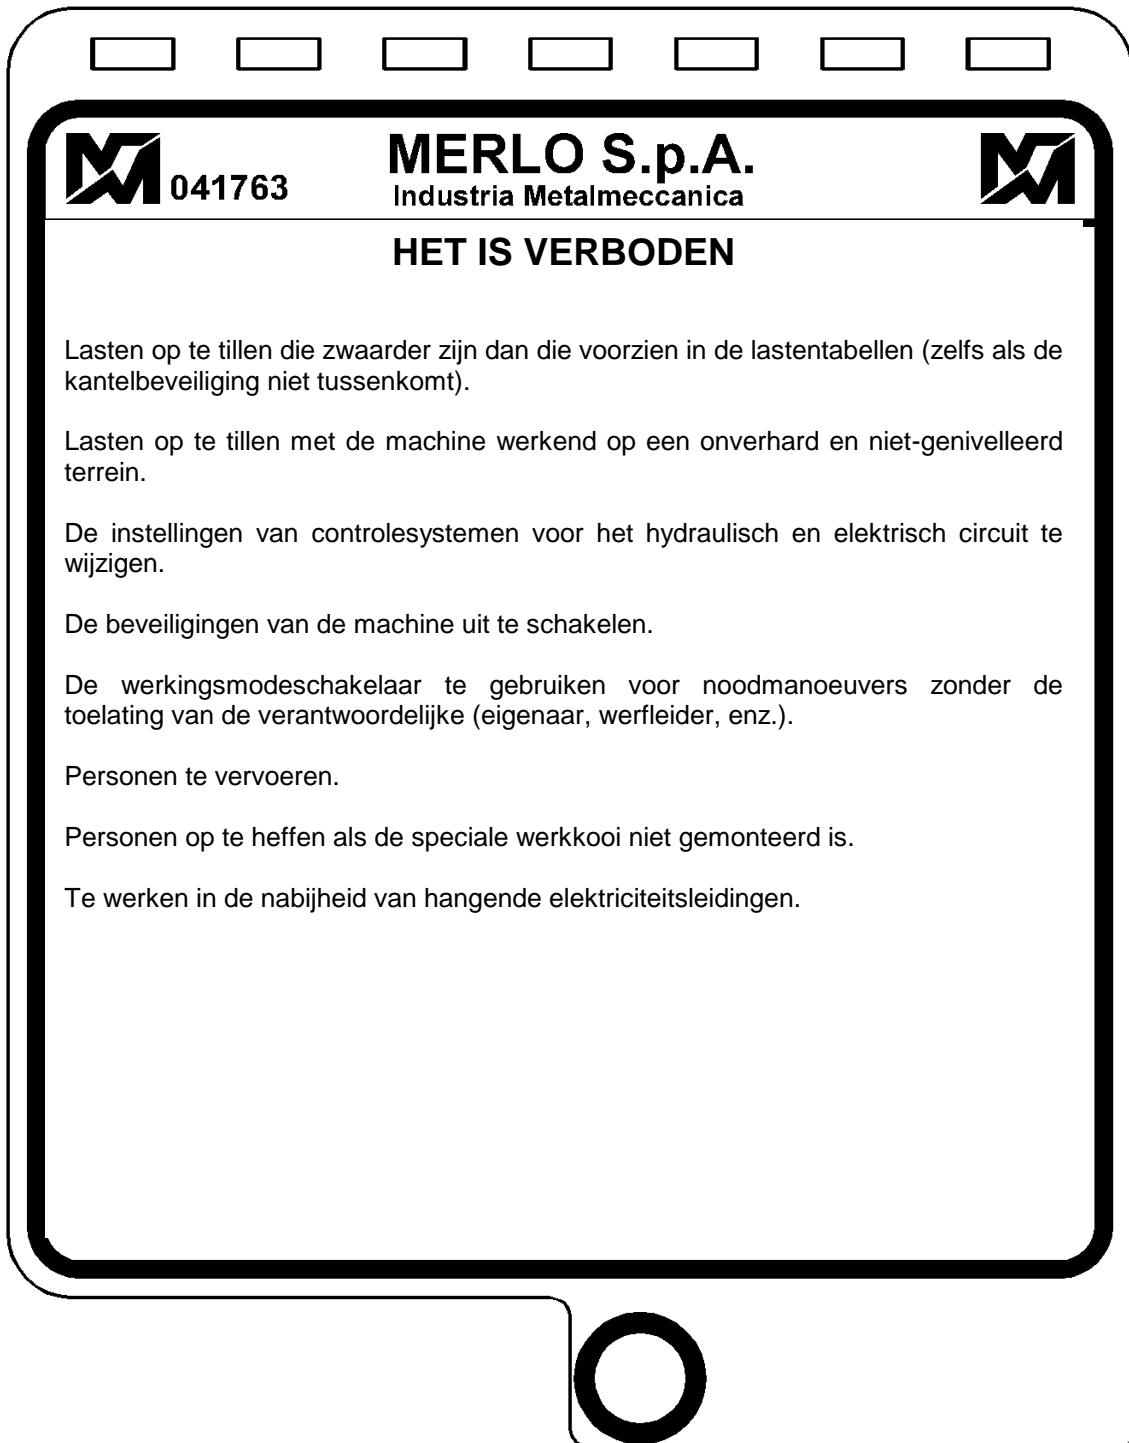 041763
MERLO S.p.A.
Industria Metalmeccanica
HET IS VERBODEN
Lasten op te tillen die zwaarder zijn dan die voorzien in de lastentabellen (zelfs als de
kantelbeveiliging niet tussenkomt).
Lasten op te tillen met de machine werkend op een onverhard en niet-genivelleerd
terrein.
De instellingen van controlesystemen voor het hydraulisch en elektrisch circuit te
wijzigen.
De beveiligingen van de machine uit te schakelen.
De werkingsmodeschakelaar te gebruiken voor noodmanoeuvers zonder de
toelating van de verantwoordelijke (eigenaar, werfleider, enz.).
Personen te vervoeren.
Personen op te heffen als de speciale werkkooi niet gemonteerd is.
Te werken in de nabijheid van hangende elektriciteitsleidingen.